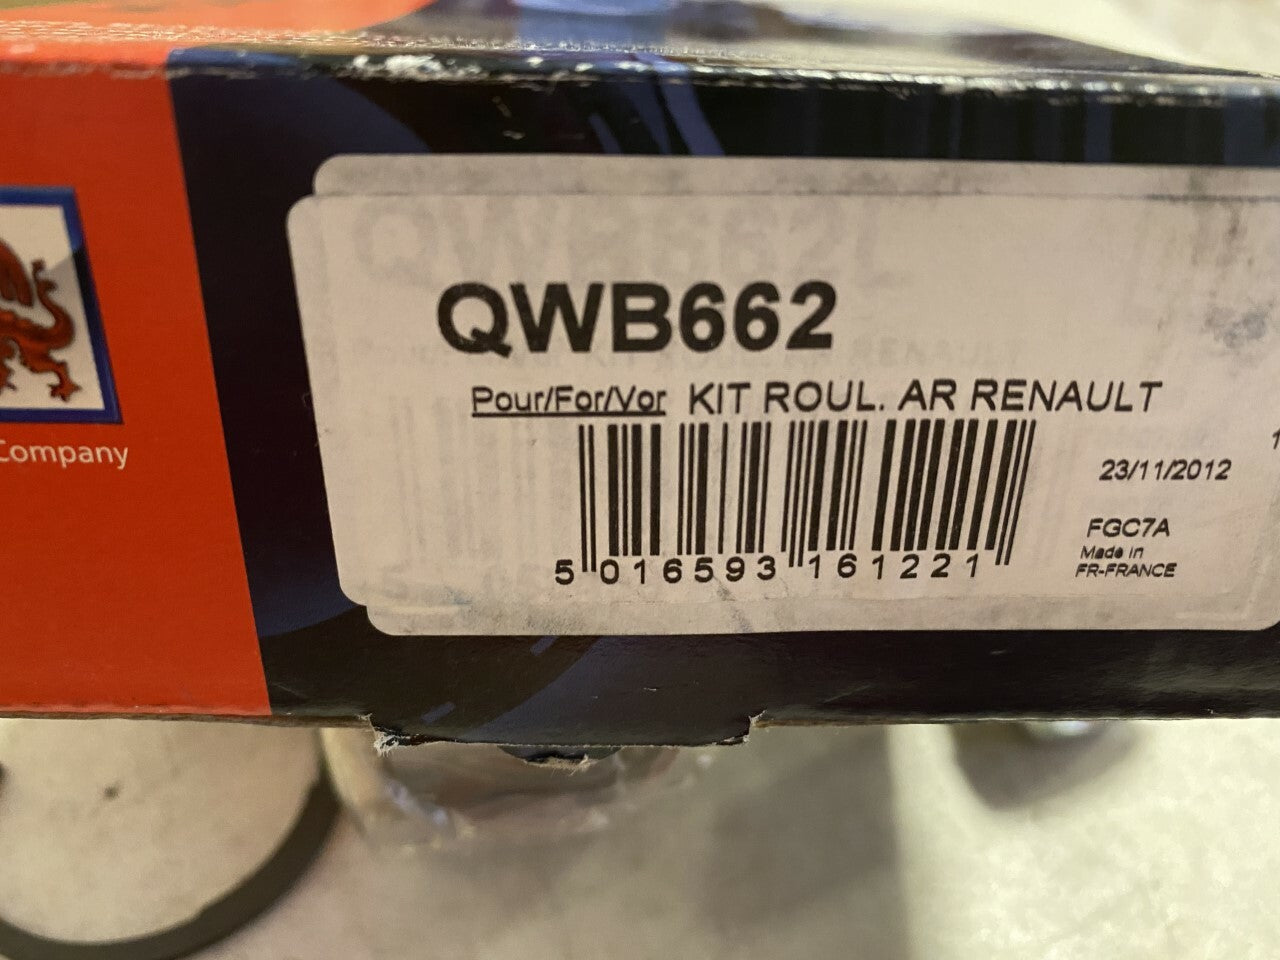 QWB662
Pour/For/Vor KIT ROUL. AR RENAULT
23/11/2012
FGC7A
Made in
FR-FRANCE
5 016593 161221
Company